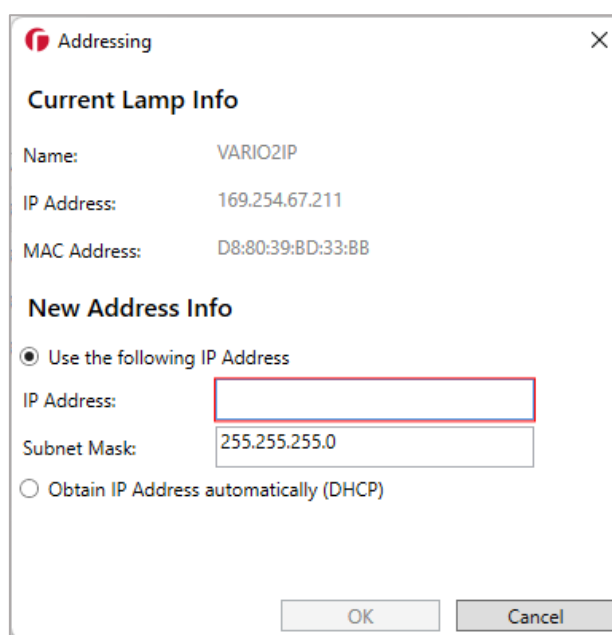 Addressing
Current Lamp Info
Name: VARIO2IP
IP Address: 169.254.67.211
MAC Address: D8:80:39:BD:33:BB
New Address Info
Use the following IP Address
IP Address:
Subnet Mask: 255.255.255.0
Obtain IP Address automatically (DHCP)
OK Cancel